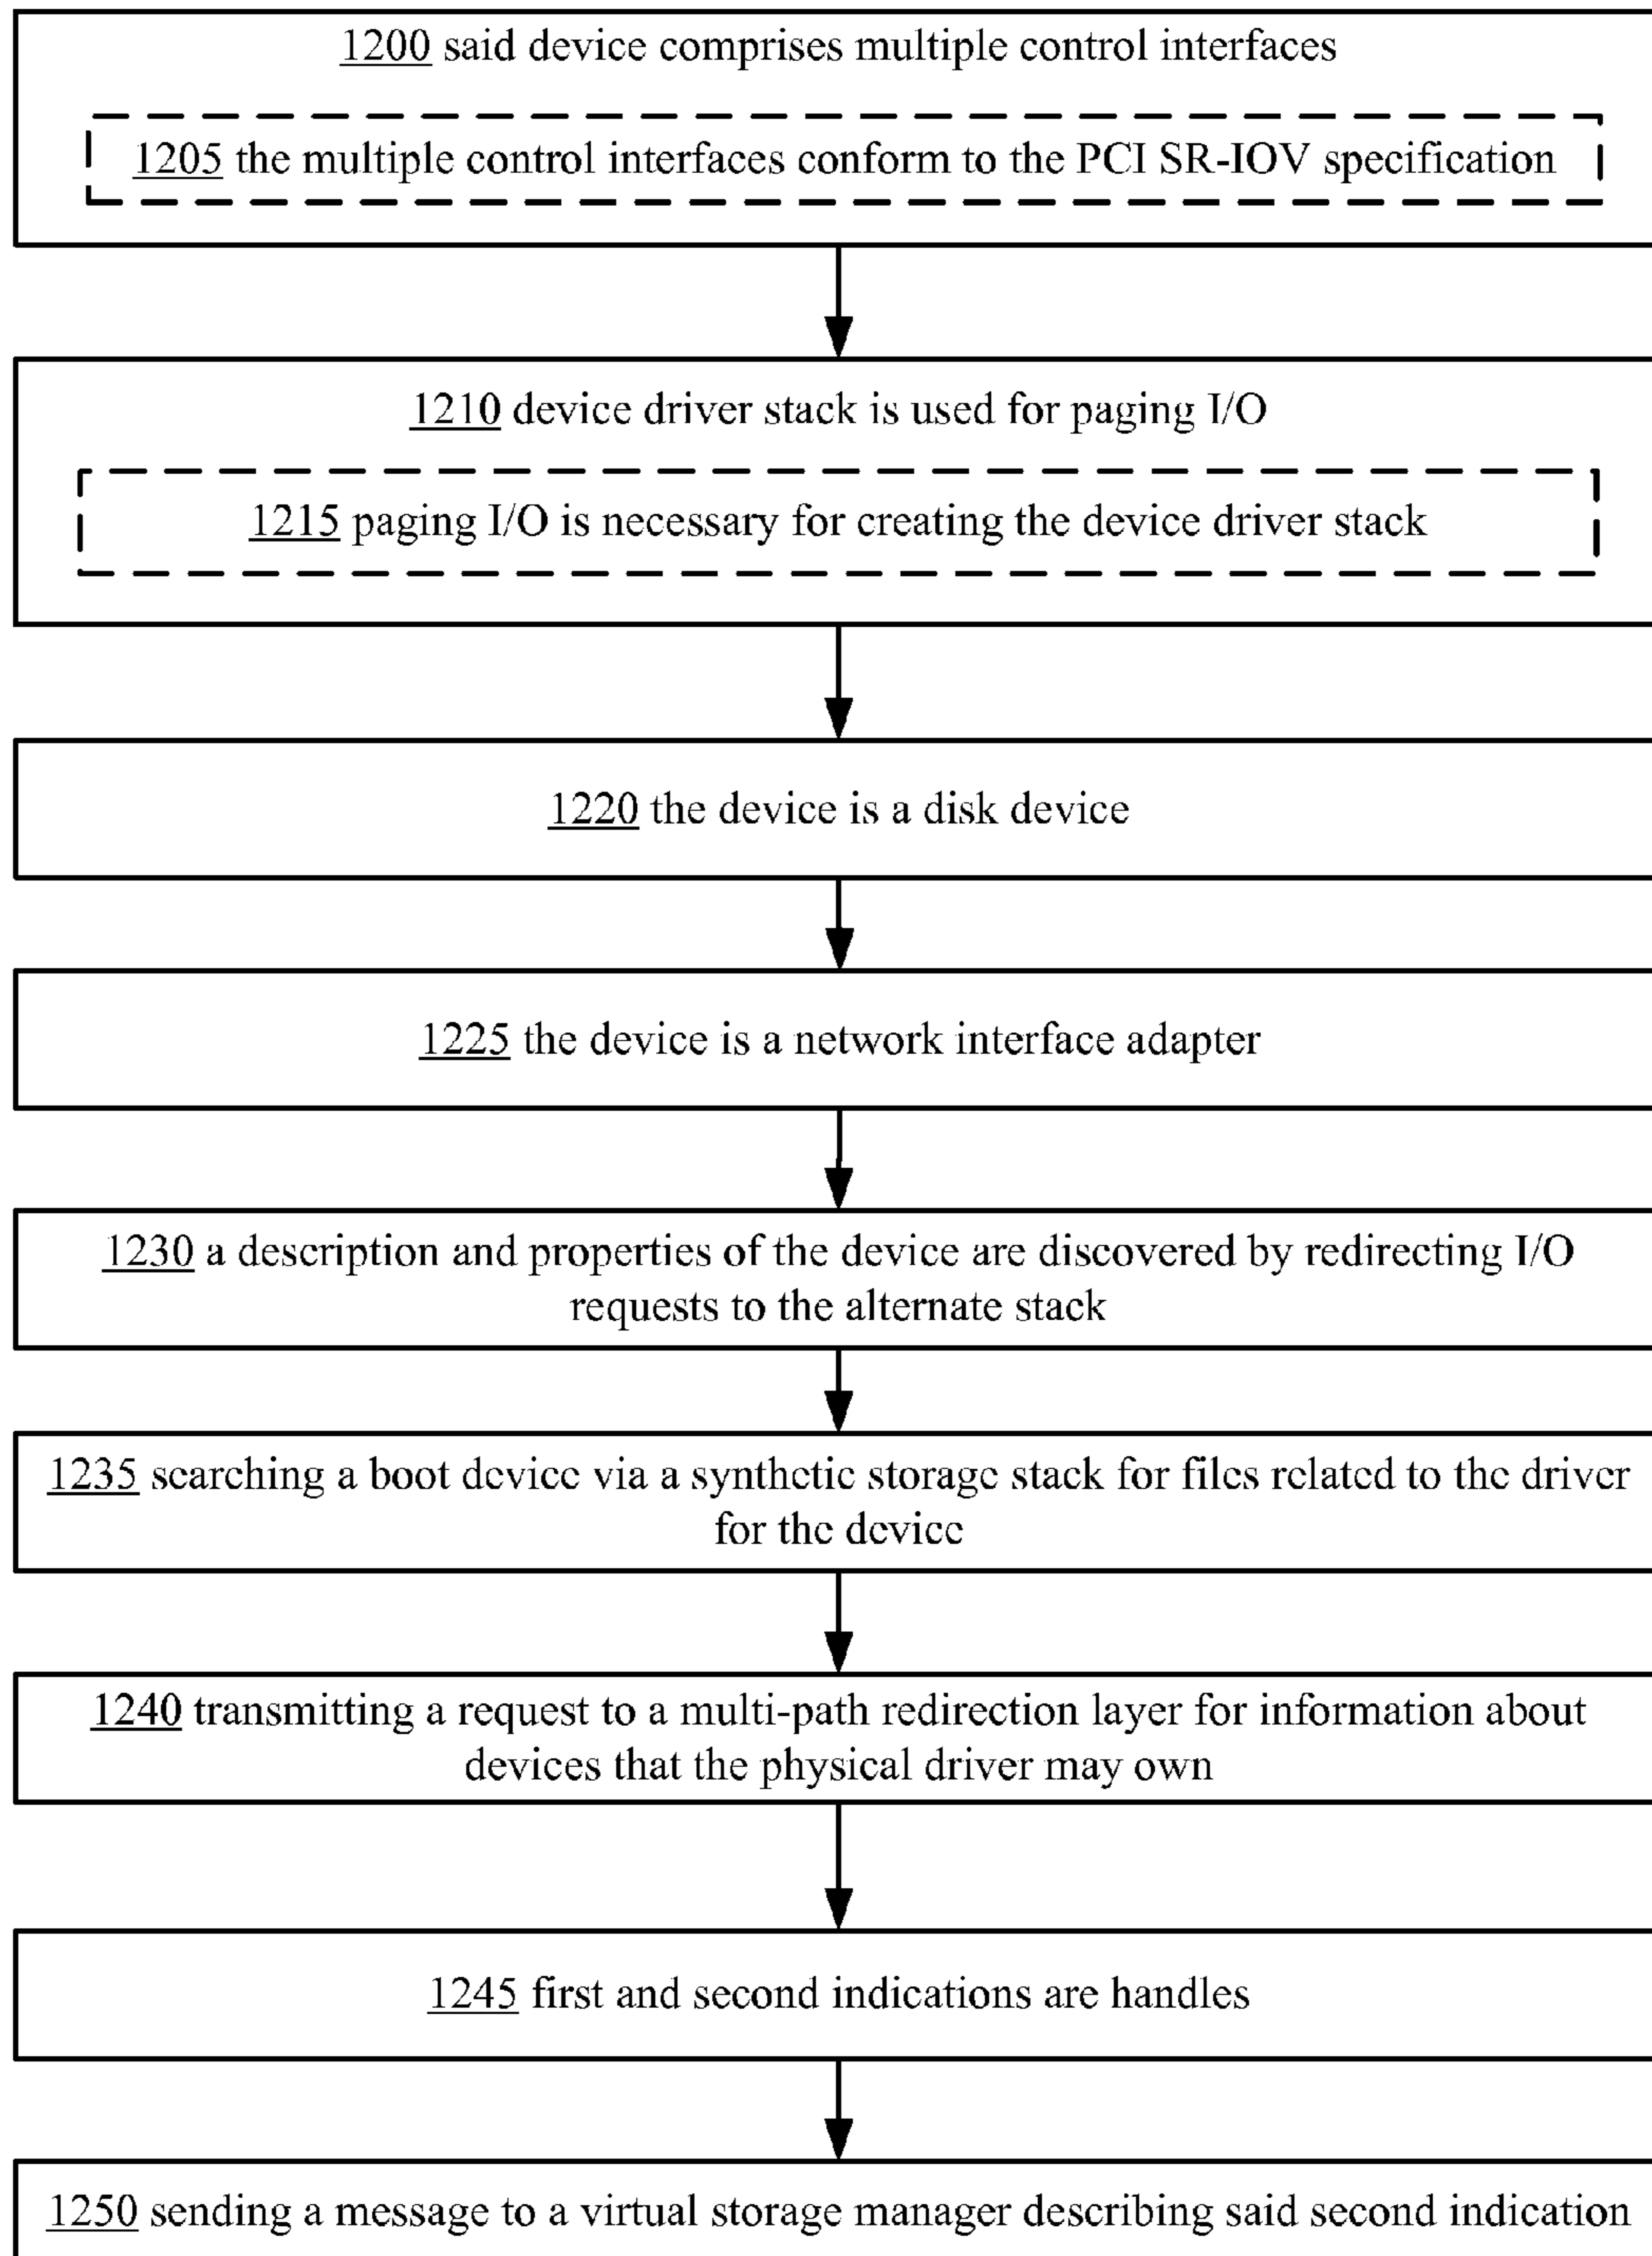 1200 said device comprises multiple control interfaces
1205 the multiple control interfaces conform to the PCI SR-IOV specification
1210 device driver stack is used for paging I/O
1215 paging I/O is necessary for creating the device driver stack
1220 the device is a disk device
1225 the device is a network interface adapter
1230 a description and properties of the device are discovered by redirecting I/O
requests to the alternate stack
1235 searching a boot device via a synthetic storage stack for files related to the driver
for the device
1240 transmitting a request to a multi-path redirection layer for information about
devices that the physical driver may own
1245 first and second indications are handles
1250 sending a message to a virtual storage manager describing said second indication